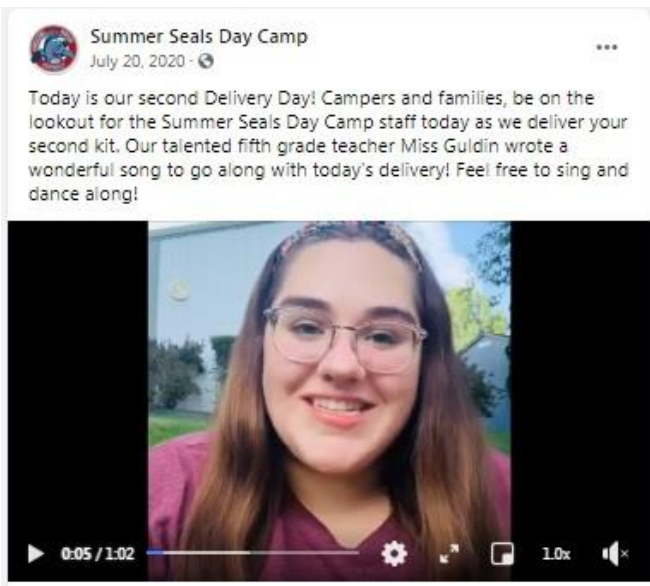 Summer Seals Day Camp
July 20, 2020 ·
Today is our second Delivery Day! Campers and families, be on the
lookout for the Summer Seals Day Camp staff today as we deliver your
second kit. Our talented fifth grade teacher Miss Guldin wrote a
wonderful song to go along with today's delivery! Feel free to sing and
dance along!
0:05 / 1:02 1.0x